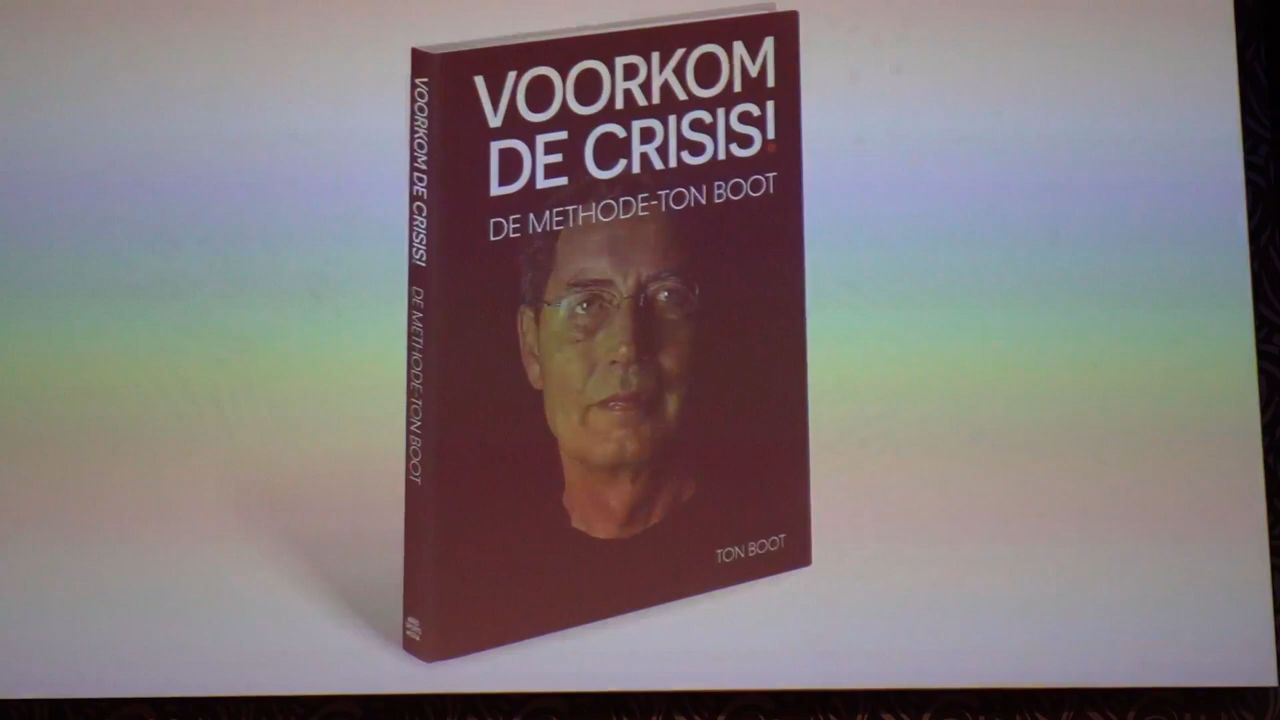 VOORKOM
DE CRISIS!
DE METHODE-TON BOOT
TON BOOT
VOORKOM DE CRISIS! DE METHODE-TON BOOT